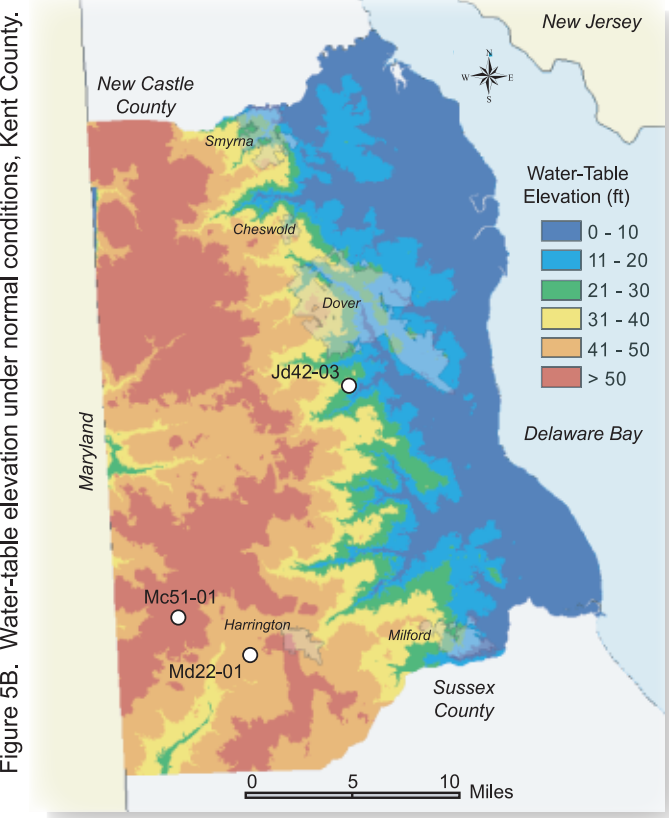 Figure 5B. Water-table elevation under normal conditions, Kent County.
New Jersey
N
W E
S
New Castle
County
Smyrna
Water-Table
Elevation (ft)
0 - 10
11 - 20
21 - 30
31 - 40
41 - 50
> 50
Cheswold
Dover
Jd42-03
Maryland
Delaware Bay
Mc51-01
Harrington
Milford
Md22-01
Sussex
County
0 5 10 Miles